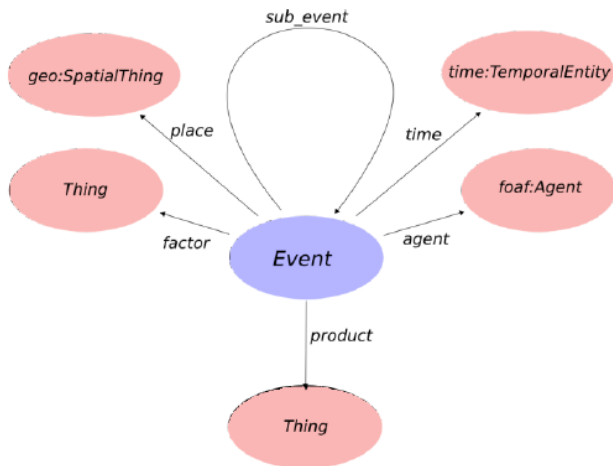 sub_event
geo:SpatialThing
time:TemporalEntity
place
time
Thing
foaf:Agent
factor
Event
agent
product
Thing